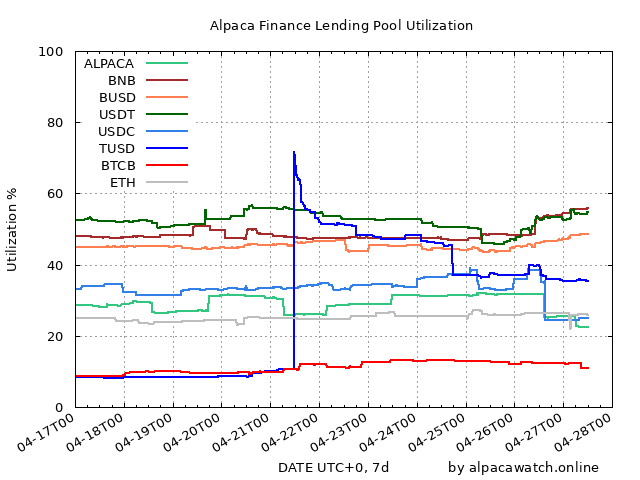 Alpaca Finance Lending Pool Utilization
100
80
60
40
20
0
Utilization %
ALPACA
BNB
BUSD
USDT
USDC
TUSD
BTCB
ETH
04-17T00
04-18T00
04-19T00
04-20T00
04-21T00
04-22T00
04-23T00
04-24T00
04-25T00
04-26T00
04-27T00
04-28T00
DATE UTC+0, 7d
by alpacawatch.online